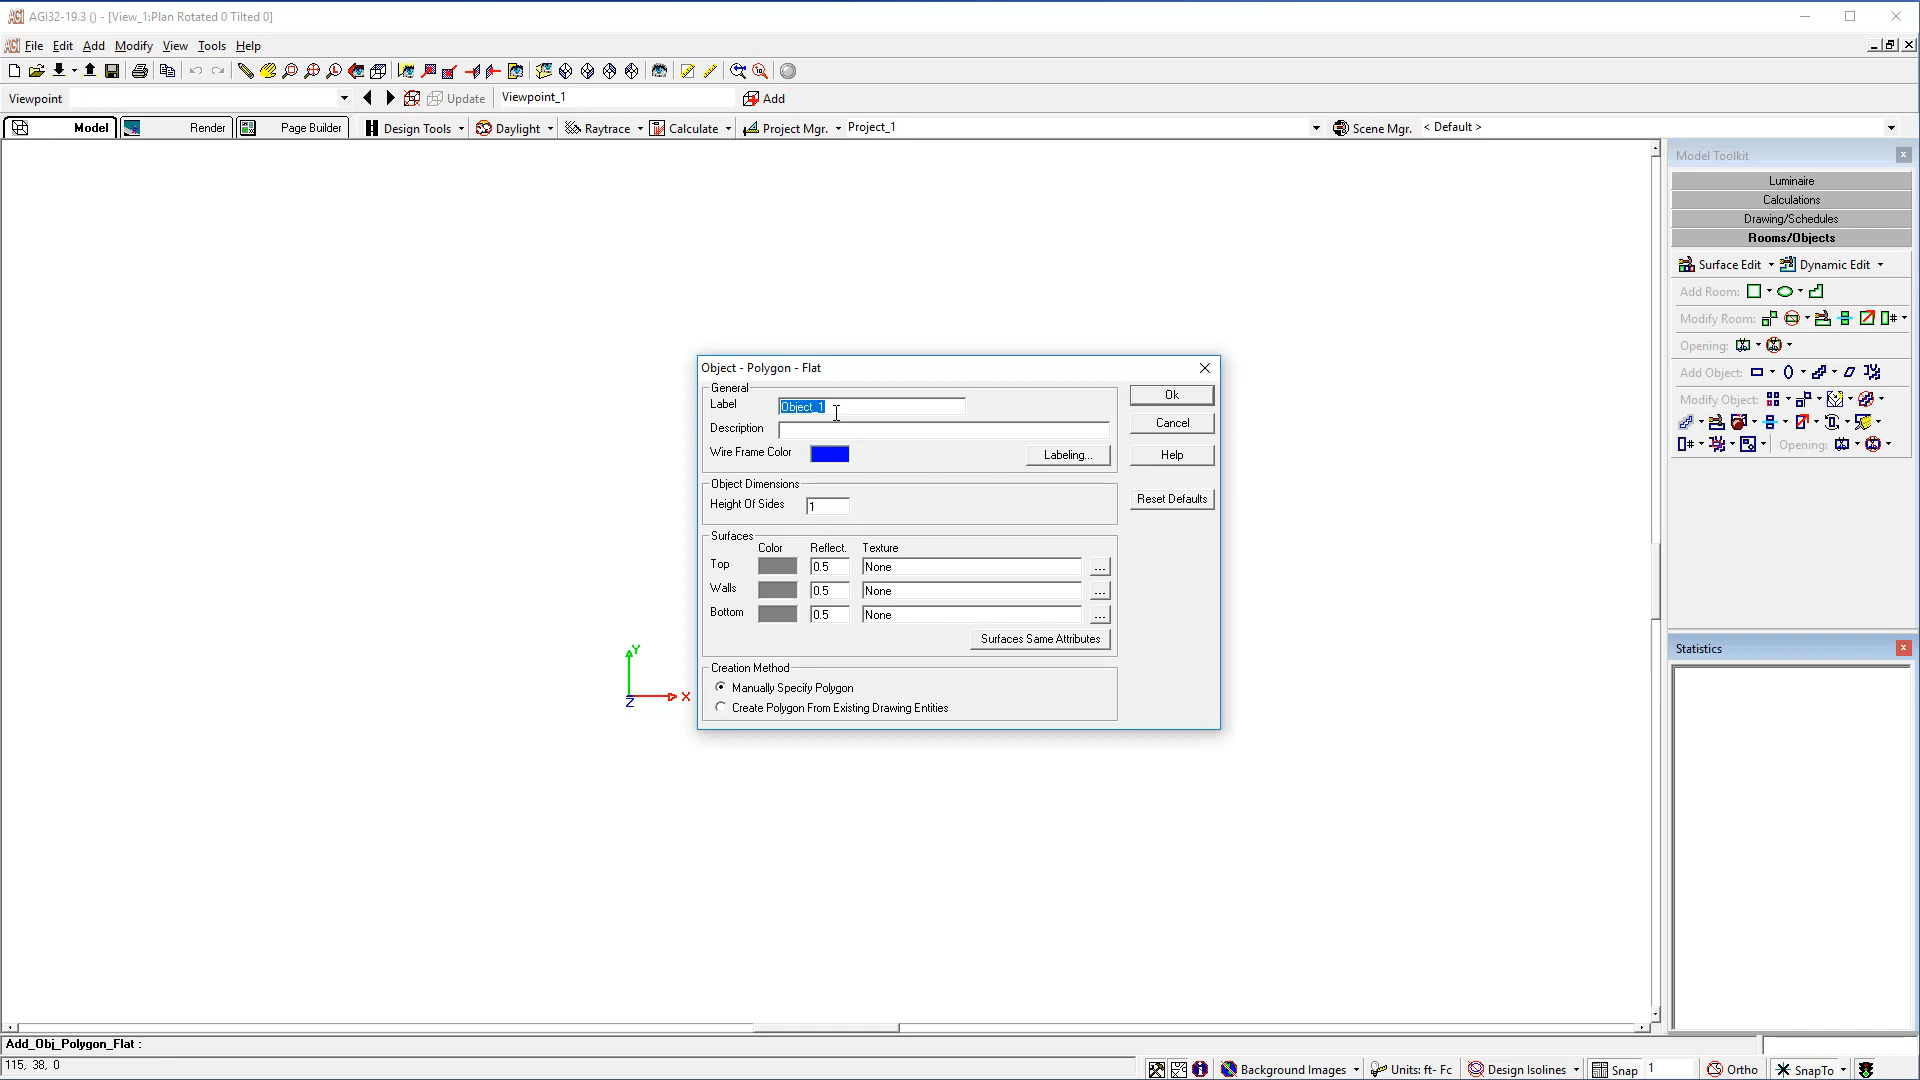 AGI32-19.3 () - [View_1:Plan Rotated 0 Tilted 0]
File Edit Add Modify View Tools Help
Viewpoint Update Viewpoint_1 Add
Model Render Page Builder Design Tools Daylight Raytrace Calculate Project Mgr. Project_1 Scene Mgr. < Default >
Model Toolkit
Luminaire
Calculations
Drawing/Schedules
Rooms/Objects
Surface Edit Dynamic Edit
Add Room:
Modify Room:
Opening:
Add Object:
Modify Object:
Opening:
Object - Polygon - Flat
General
Label Object_1
Description
Wire Frame Color Labeling...
Ok
Cancel
Help
Reset Defaults
Object Dimensions
Height Of Sides 1
Surfaces
Color Reflect. Texture
Top 0.5 None ...
Walls 0.5 None ...
Bottom 0.5 None ...
Surfaces Same Attributes
Creation Method
Manually Specify Polygon
Create Polygon From Existing Drawing Entities
Y
Z X
Statistics
Add_Obj_Polygon_Flat :
115, 38, 0
Background Images Units: ft- Fc Design Isolines Snap 1 Ortho SnapTo